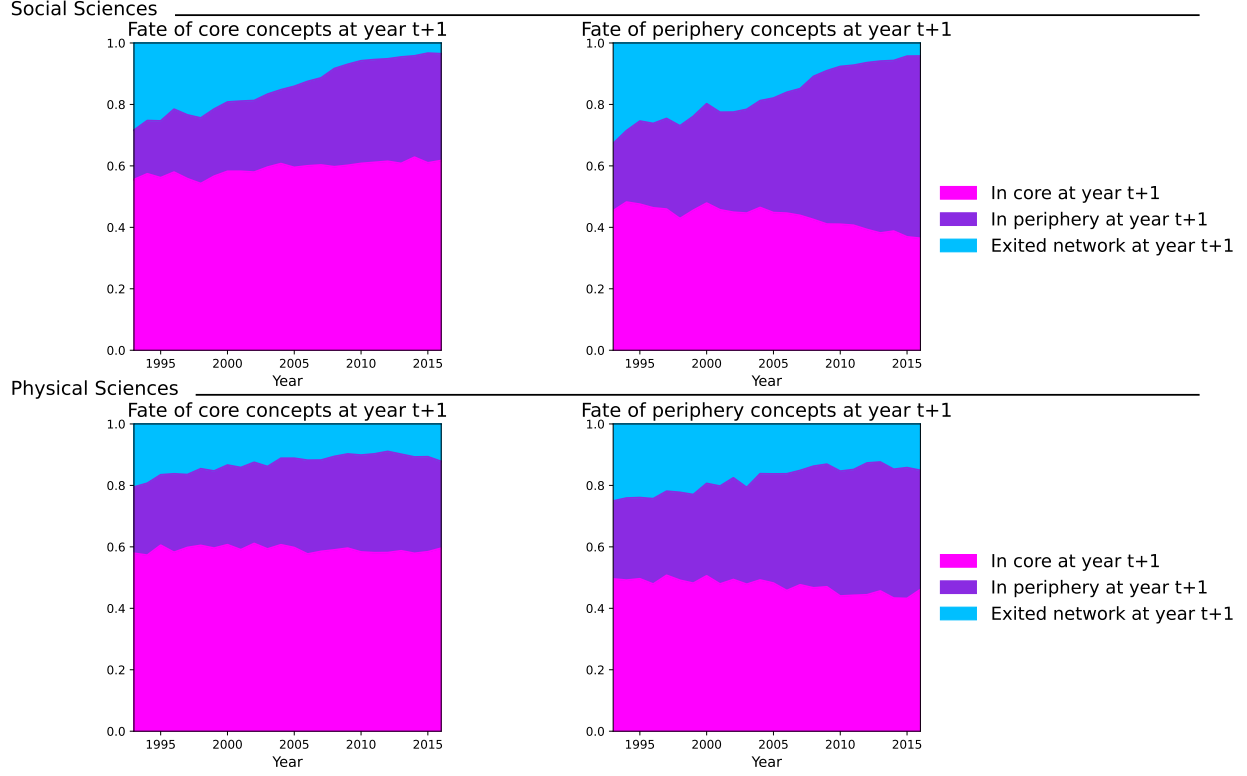 Social Sciences
Fate of core concepts at year t+1
Fate of periphery concepts at year t+1
1.0
0.8
0.6
0.4
0.2
0.0
1995 2000 2005 2010 2015
Year
1.0
0.8
0.6
0.4
0.2
0.0
1995 2000 2005 2010 2015
Year
In core at year t+1
In periphery at year t+1
Exited network at year t+1
Physical Sciences
Fate of core concepts at year t+1
Fate of periphery concepts at year t+1
1.0
0.8
0.6
0.4
0.2
0.0
1995 2000 2005 2010 2015
Year
1.0
0.8
0.6
0.4
0.2
0.0
1995 2000 2005 2010 2015
Year
In core at year t+1
In periphery at year t+1
Exited network at year t+1